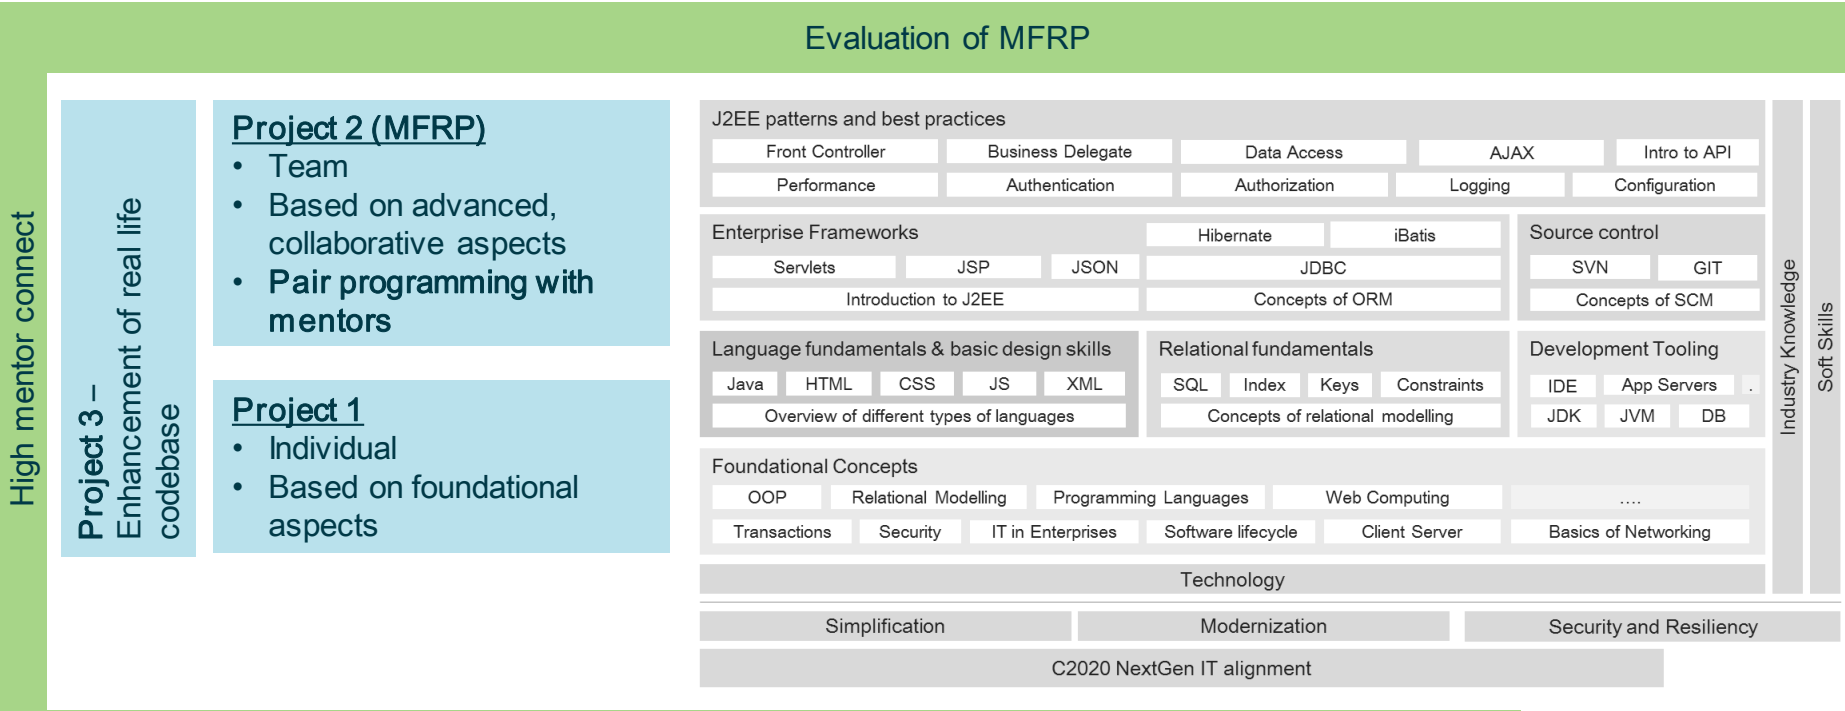 Evaluation of MFRP
High mentor connect
Project 3 –
Enhancement of real life
codebase
Project 2 (MFRP)
• Team
• Based on advanced,
collaborative aspects
• Pair programming with
mentors
Project 1
• Individual
• Based on foundational
aspects
J2EE patterns and best practices
Front Controller Business Delegate Data Access AJAX Intro to API
Performance Authentication Authorization Logging Configuration
Enterprise Frameworks
Hibernate iBatis
Servlets JSP JSON JDBC
Introduction to J2EE Concepts of ORM
Source control
SVN GIT
Concepts of SCM
Language fundamentals & basic design skills
Java HTML CSS JS XML
Overview of different types of languages
Relational fundamentals
SQL Index Keys Constraints
Concepts of relational modelling
Development Tooling
IDE App Servers .
JDK JVM DB
Foundational Concepts
OOP Relational Modelling Programming Languages Web Computing ....
Transactions Security IT in Enterprises Software lifecycle Client Server Basics of Networking
Technology
Industry Knowledge
Soft Skills
Simplification Modernization Security and Resiliency
C2020 NextGen IT alignment